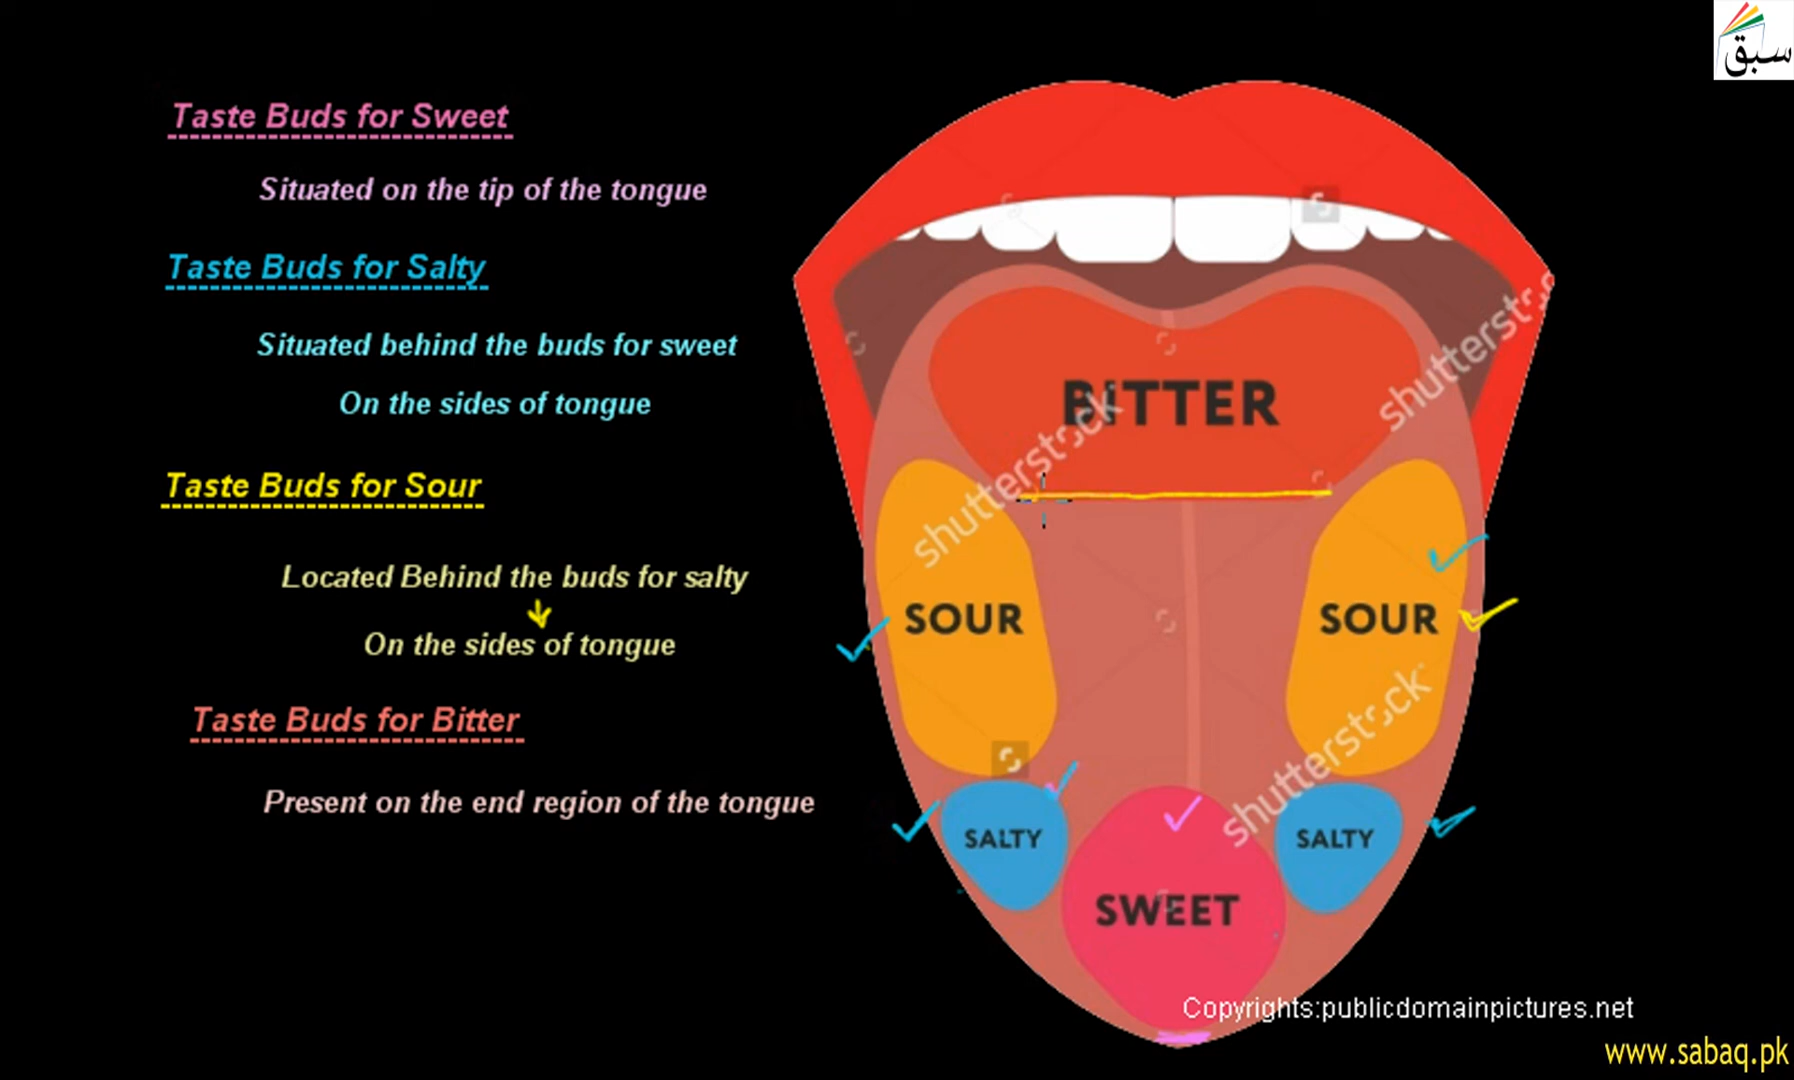 سبق
Taste Buds for Sweet
Situated on the tip of the tongue
Taste Buds for Salty
Situated behind the buds for sweet
On the sides of tongue
Taste Buds for Sour
Located Behind the buds for salty
On the sides of tongue
Taste Buds for Bitter
Present on the end region of the tongue
BITTER
shutterstock
shutterstock
SOUR
SOUR
shutterstock
SALTY
SALTY
SWEET
Copyrights:publicdomainpictures.net
www.sabaq.pk